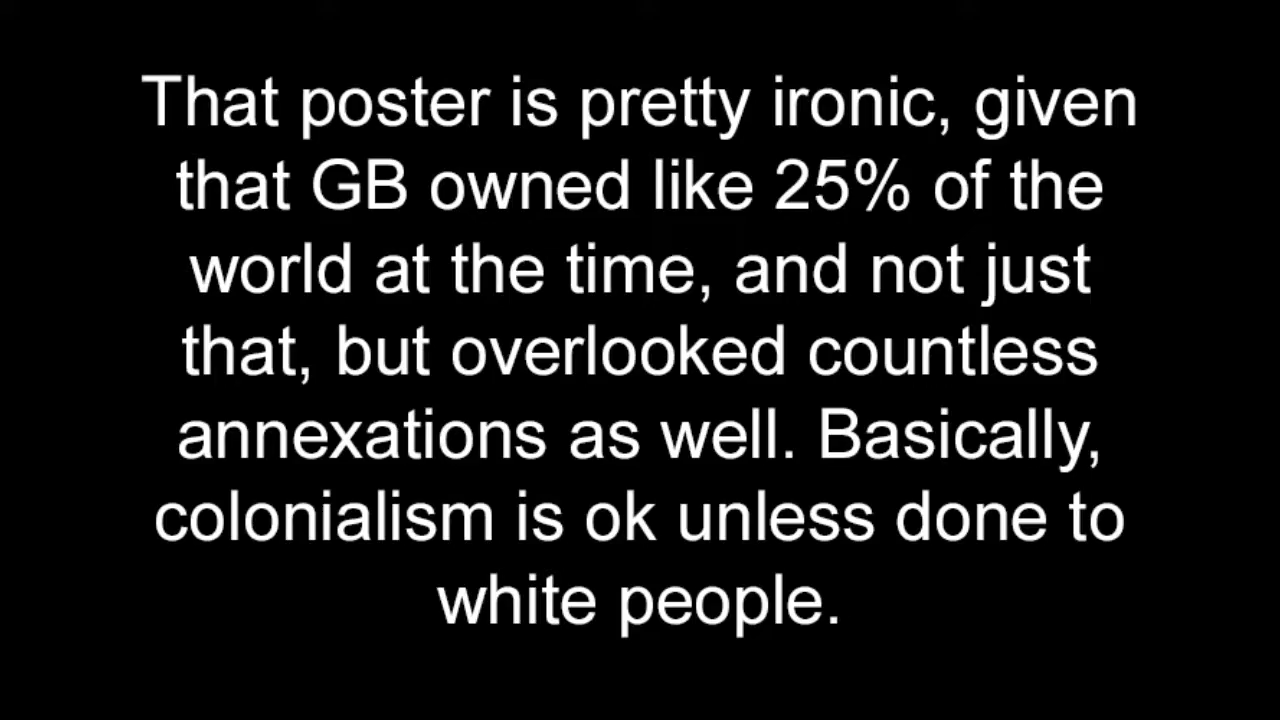 That poster is pretty ironic, given
that GB owned like 25% of the
world at the time, and not just
that, but overlooked countless
annexations as well. Basically,
colonialism is ok unless done to
white people.